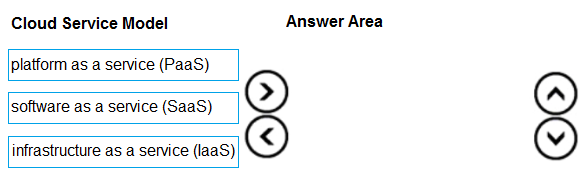 Cloud Service Model
Answer Area
platform as a service (PaaS)
software as a service (SaaS)
infrastructure as a service (IaaS)